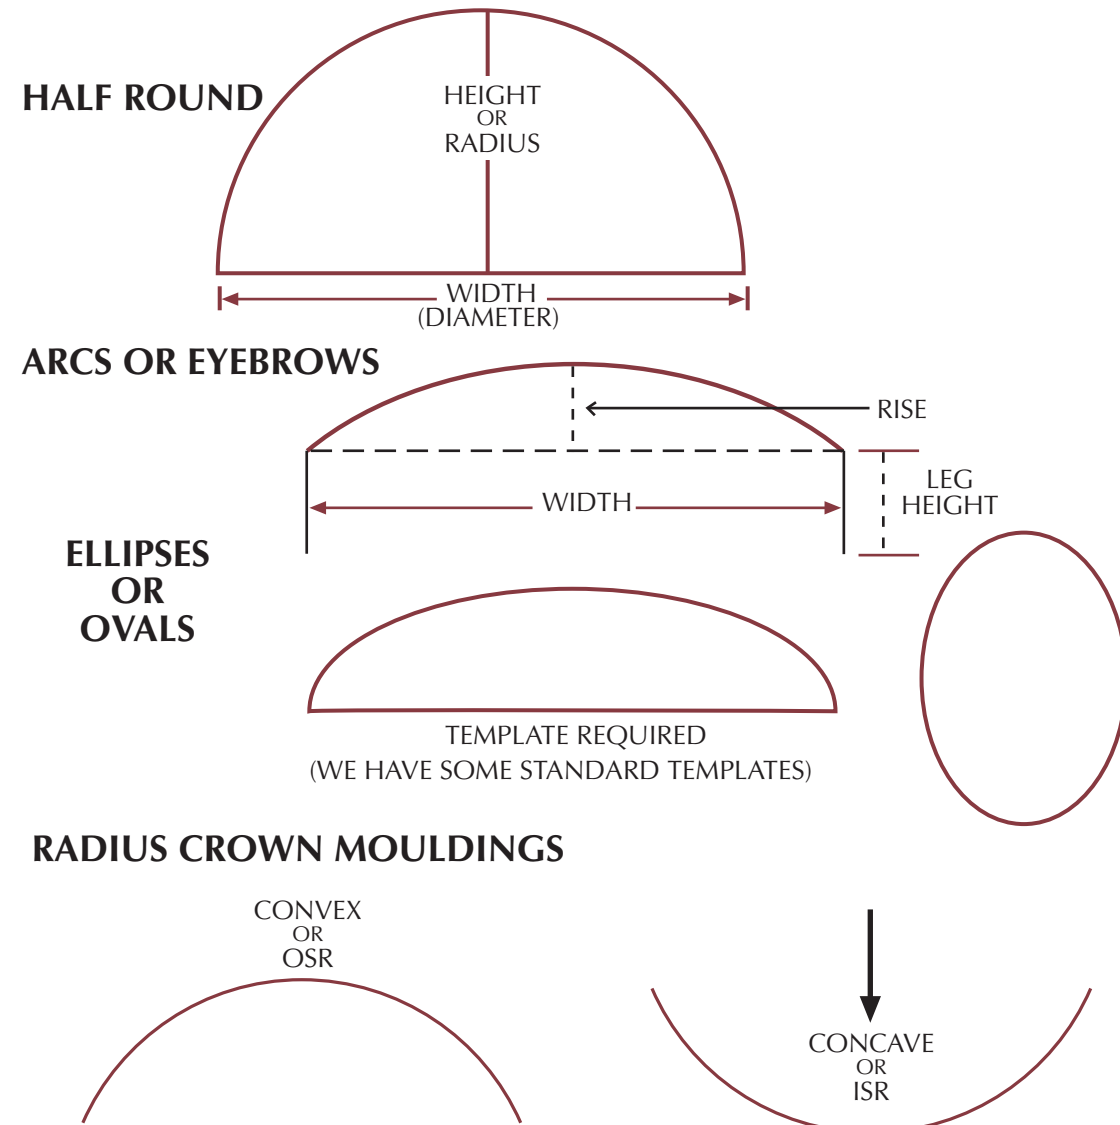 HALF ROUND
HEIGHT
OR
RADIUS
WIDTH
(DIAMETER)
ARCS OR EYEBROWS
RISE
LEG
HEIGHT
WIDTH
ELLIPSES
OR
OVALS
TEMPLATE REQUIRED
(WE HAVE SOME STANDARD TEMPLATES)
RADIUS CROWN MOULDINGS
CONVEX
OR
OSR
CONCAVE
OR
ISR